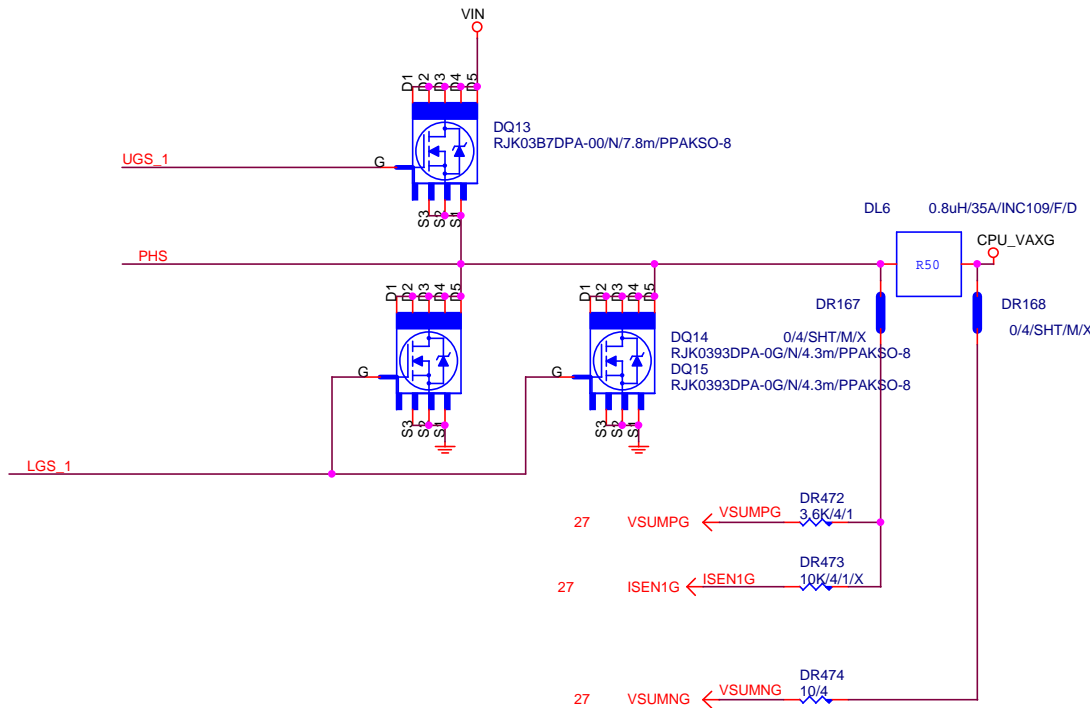 VIN
D1
D2
D3
D4
D5
DQ13
RJK03B7DPA-00/N/7.8m/PPAKSO-8
UGS_1
G
S3
S2
S1
DL6
0.8uH/35A/INC109/F/D
CPU_VAXG
PHS
R50
D1
D2
D3
D4
D5
D1
D2
D3
D4
D5
DR167
0/4/SHT/M/X
DR168
0/4/SHT/M/X
DQ14
RJK0393DPA-0G/N/4.3m/PPAKSO-8
DQ15
RJK0393DPA-0G/N/4.3m/PPAKSO-8
G
G
S3
S2
S1
S3
S2
S1
LGS_1
DR472
3.6K/4/1
27 VSUMPG VSUMPG
DR473
10K/4/1/X
27 ISEN1G ISEN1G
DR474
10/4
27 VSUMNG VSUMNG